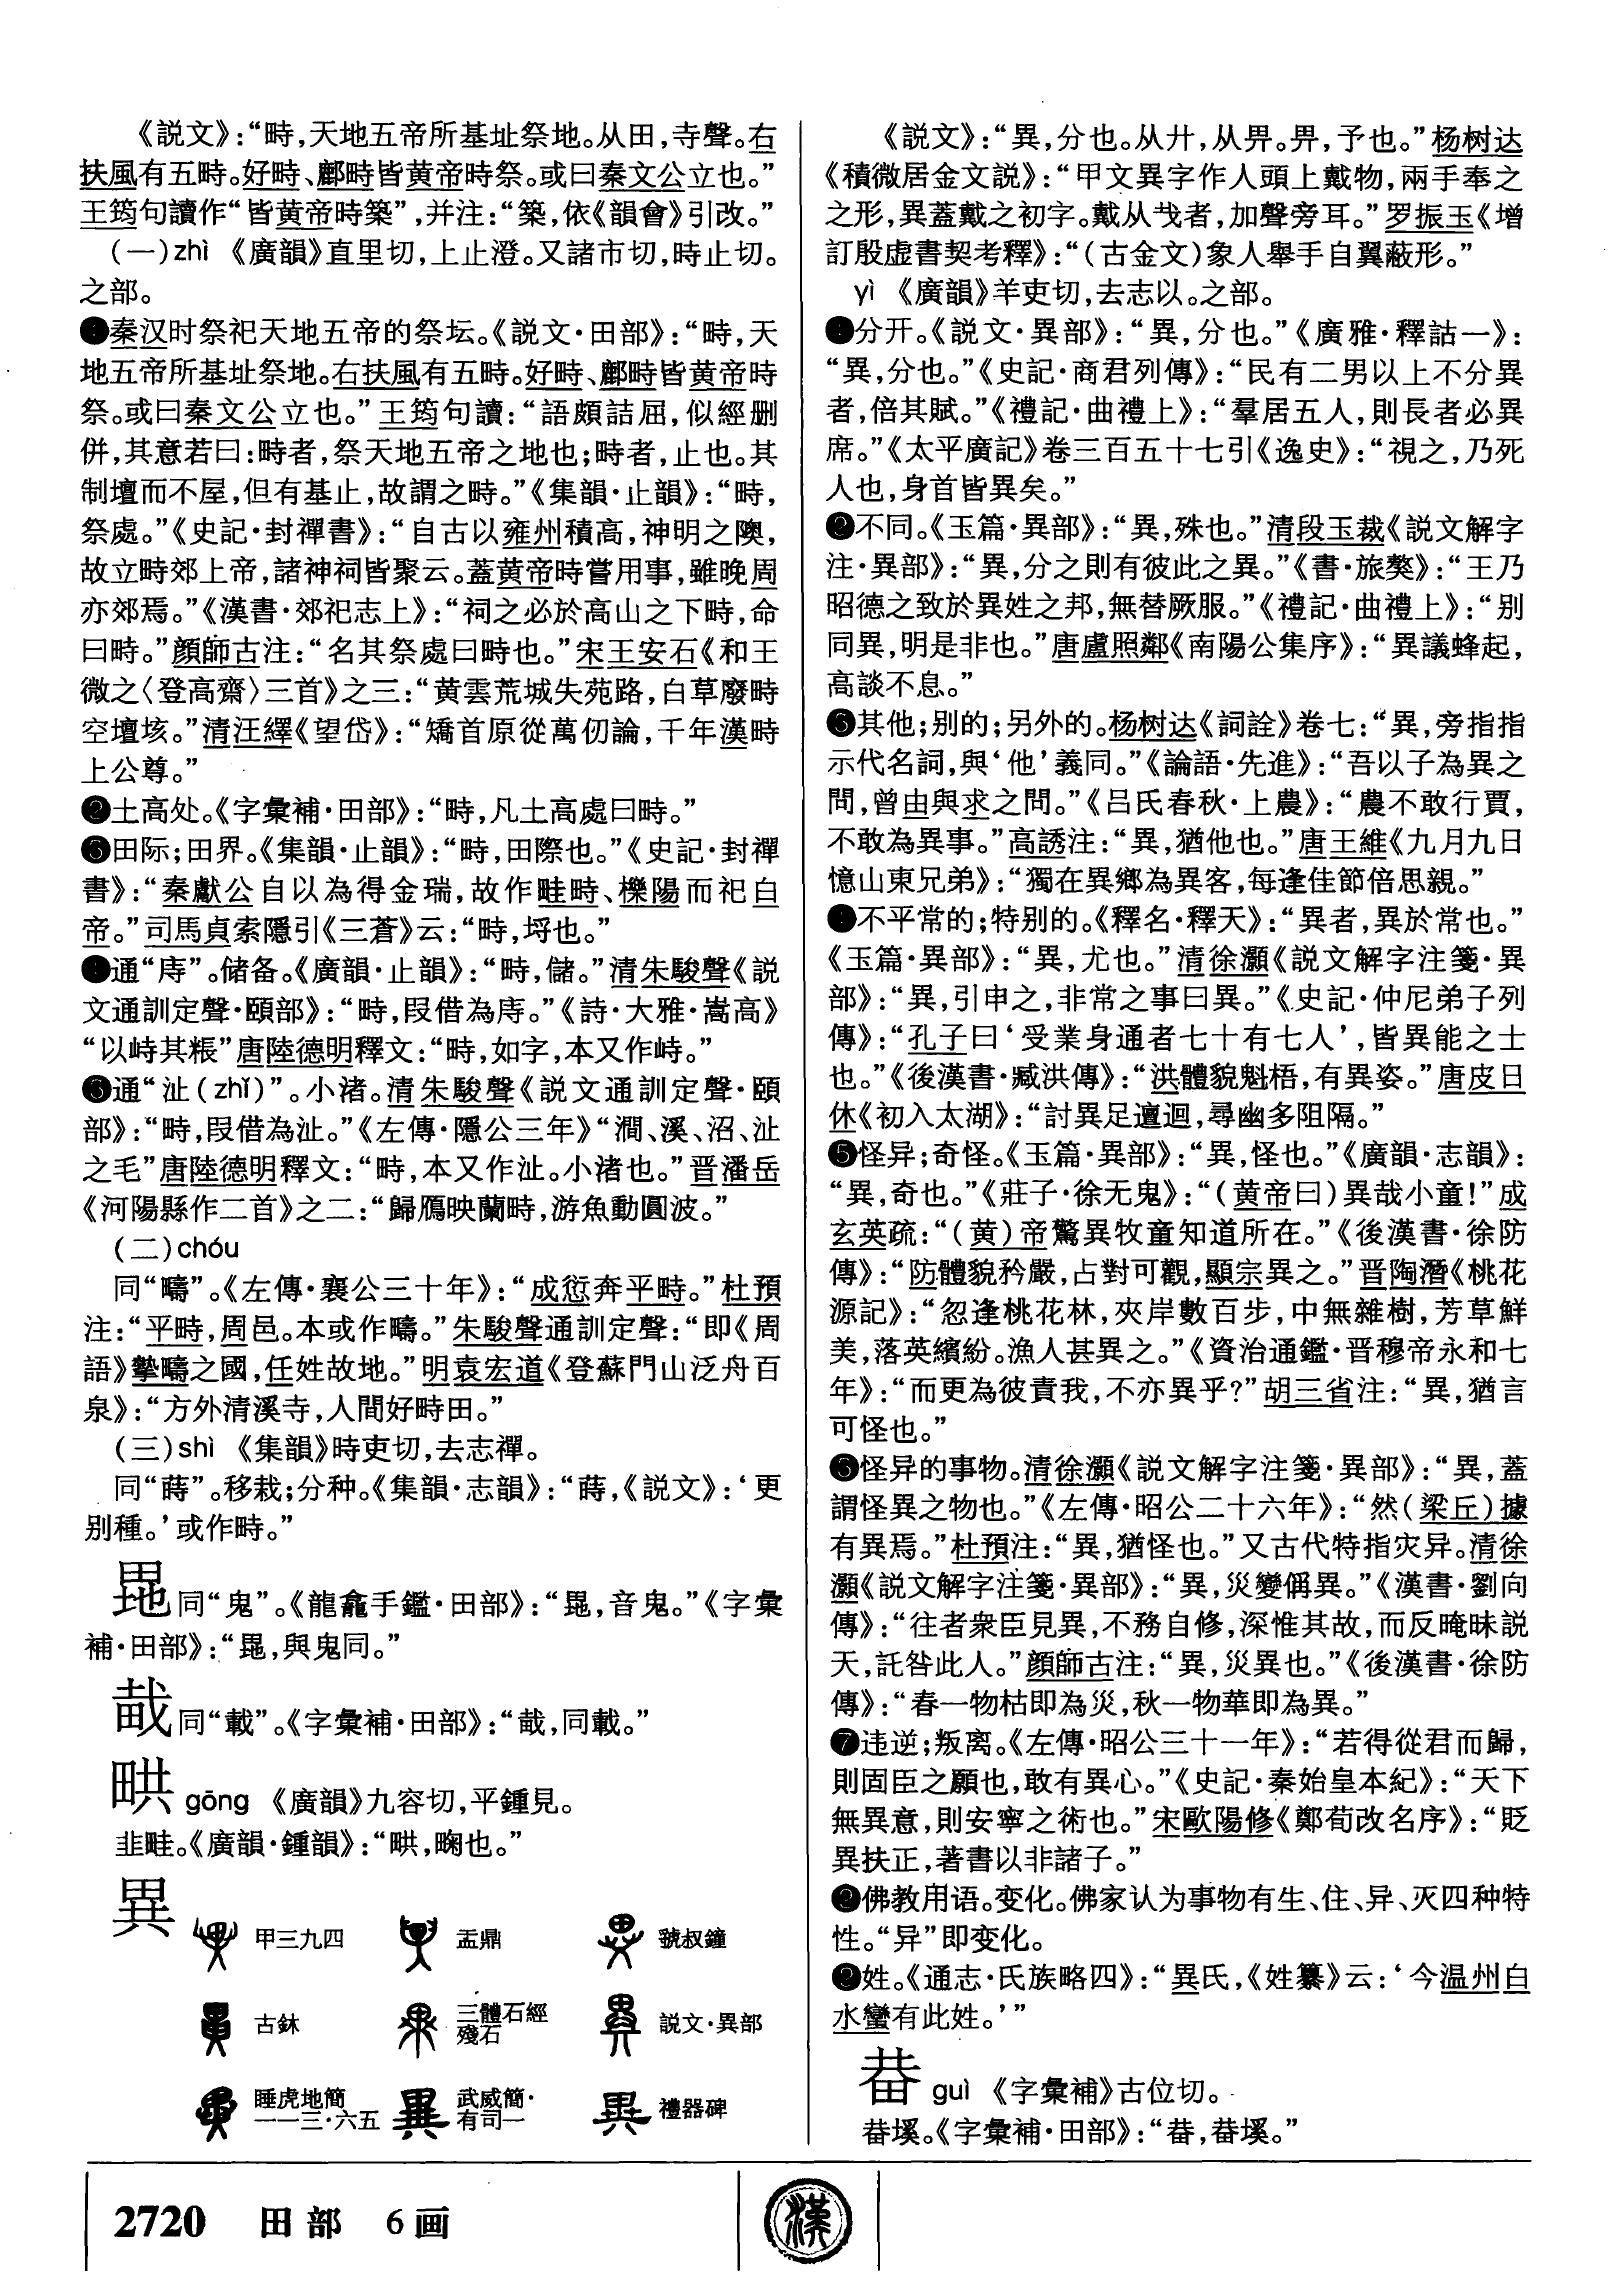 《説文》：“畤，天地五帝所基址祭地。从田，寺聲。右
扶風有五畤。好畤、鄜畤皆黄帝時祭。或曰秦文公立也。”
王筠句讀作“皆黄帝時築”，并注：“築，依《韻會》引改。”
（一）zhì 《廣韻》直里切，上止澄。又諸市切，時止切。
之部。
❶秦汉时祭祀天地五帝的祭坛。《説文·田部》：“畤，天
地五帝所基址祭地。右扶風有五畤。好畤、鄜畤皆黄帝時
祭。或曰秦文公立也。”王筠句讀：“語頗詰屈，似經删
併，其意若曰：畤者，祭天地五帝之地也；畤者，止也。其
制壇而不屋，但有基止，故謂之畤。”《集韻·止韻》：“畤，
祭處。”《史記·封禪書》：“自古以雍州積高，神明之隩，
故立畤郊上帝，諸神祠皆聚云。蓋黄帝時嘗用事，雖晚周
亦郊焉。”《漢書·郊祀志上》：“祠之必於高山之下畤，命
曰畤。”顔師古注：“名其祭處曰畤也。”宋王安石《和王
微之〈登高齋〉三首》之三：“黄雲荒城失苑路，白草廢畤
空壇垓。”清汪繹《望岱》：“矯首原從萬仞論，千年漢畤
上公尊。”
❷土高处。《字彙補·田部》：“畤，凡土高處曰畤。”
❸田际；田界。《集韻·止韻》：“畤，田際也。”《史記·封禪
書》：“秦獻公自以為得金瑞，故作畦畤、櫟陽而祀白
帝。”司馬貞索隱引《三蒼》云：“畤，埒也。”
❹通“庤”。储备。《廣韻·止韻》：“畤，儲。”清朱駿聲《説
文通訓定聲·頤部》：“畤，叚借為庤。”《詩·大雅·嵩高》
“以峙其粻”唐陸德明釋文：“畤，如字，本又作峙。”
❺通“沚（zhǐ）”。小渚。清朱駿聲《説文通訓定聲·頤
部》：“畤，叚借為沚。”《左傳·隱公三年》“澗、溪、沼、沚
之毛”唐陸德明釋文：“畤，本又作沚。小渚也。”晋潘岳
《河陽縣作二首》之二：“歸鴈映蘭畤，游魚動圓波。”
（二）chóu
同“疇”。《左傳·襄公三十年》：“成愆奔平畤。”杜預
注：“平畤，周邑。本或作疇。”朱駿聲通訓定聲：“即《周
語》摯疇之國，任姓故地。”明袁宏道《登蘇門山泛舟百
泉》：“方外清溪寺，人間好畤田。”
（三）shì 《集韻》時吏切，去志禪。
同“蒔”。移栽；分种。《集韻·志韻》：“蒔，《説文》：‘更
别種。’或作畤。”
㲋同“鬼”。《龍龕手鑑·田部》：“，音鬼。”《字彙
補·田部》：“，與鬼同。”
同“載”。《字彙補·田部》：“，同載。”
畊 gōng 《廣韻》九容切，平鍾見。
韭畦。《廣韻·鍾韻》：“，也。”
異
甲三九四 盂鼎 虢叔鐘
古鉢 三體石經殘石 説文·異部
睡虎地簡一一三·六五 武威簡·有司一 禮器碑
《説文》：“異，分也。从廾，从畀。畀，予也。”杨树达
《積微居金文説》：“甲文異字作人頭上戴物，兩手奉之
之形，異蓋戴之初字。戴从𢦏者，加聲旁耳。”罗振玉《增
訂殷虚書契考釋》：“（古金文）象人舉手自翼蔽形。”
yì 《廣韻》羊吏切，去志以。之部。
❶分开。《説文·異部》：“異，分也。”《廣雅·釋詁一》：
“異，分也。”《史記·商君列傳》：“民有二男以上不分異
者，倍其賦。”《禮記·曲禮上》：“羣居五人，則長者必異
席。”《太平廣記》卷三百五十七引《逸史》：“視之，乃死
人也，身首皆異矣。”
❷不同。《玉篇·異部》：“異，殊也。”清段玉裁《説文解字
注·異部》：“異，分之則有彼此之異。”《書·旅獒》：“王乃
昭德之致於異姓之邦，無替厥服。”《禮記·曲禮上》：“别
同異，明是非也。”唐盧照鄰《南陽公集序》：“異議蜂起，
高談不息。”
❸其他；别的；另外的。杨树达《詞詮》卷七：“異，旁指指
示代名詞，與‘他’義同。”《論語·先進》：“吾以子為異之
問，曾由與求之問。”《吕氏春秋·上農》：“農不敢行賈，
不敢為異事。”高誘注：“異，猶他也。”唐王維《九月九日
憶山東兄弟》：“獨在異鄉為異客，每逢佳節倍思親。”
❹不平常的；特别的。《釋名·釋天》：“異者，異於常也。”
《玉篇·異部》：“異，尤也。”清徐灝《説文解字注箋·異
部》：“異，引申之，非常之事曰異。”《史記·仲尼弟子列
傳》：“孔子曰‘受業身通者七十有七人’，皆異能之士
也。”《後漢書·臧洪傳》：“洪體貌魁梧，有異姿。”唐皮日
休《初入太湖》：“討異足邅迴，尋幽多阻隔。”
❺怪异；奇怪。《玉篇·異部》：“異，怪也。”《廣韻·志韻》：
“異，奇也。”《莊子·徐无鬼》：“（黄帝曰）異哉小童！”成
玄英疏：“（黄）帝驚異牧童知道所在。”《後漢書·徐防
傳》：“防體貌矜嚴，占對可觀，顯宗異之。”晋陶潛《桃花
源記》：“忽逢桃花林，夾岸數百步，中無雜樹，芳草鮮
美，落英繽紛。漁人甚異之。”《資治通鑑·晋穆帝永和七
年》：“而更為彼責我，不亦異乎？”胡三省注：“異，猶言
可怪也。”
❻怪异的事物。清徐灝《説文解字注箋·異部》：“異，蓋
謂怪異之物也。”《左傳·昭公二十六年》：“然（梁丘）據
有異焉。”杜預注：“異，猶怪也。”又古代特指灾异。清徐
灝《説文解字注箋·異部》：“異，災變偁異。”《漢書·劉向
傳》：“往者衆臣見異，不務自修，深惟其故，而反晻昧説
天，託咎此人。”顔師古注：“異，災異也。”《後漢書·徐防
傳》：“春一物枯即為災，秋一物華即為異。”
❼违逆；叛离。《左傳·昭公三十一年》：“若得從君而歸，
則固臣之願也，敢有異心。”《史記·秦始皇本紀》：“天下
無異意，則安寧之術也。”宋歐陽修《鄭荀改名序》：“貶
異扶正，著書以非諸子。”
❽佛教用语。变化。佛家认为事物有生、住、异、灭四种特
性。“异”即变化。
❾姓。《通志·氏族略四》：“異氏，《姓纂》云：‘今温州白
水蠻有此姓。’”
guì 《字彙補》古位切。
塏。《字彙補·田部》：“，。”
2720 田部 6画
漢